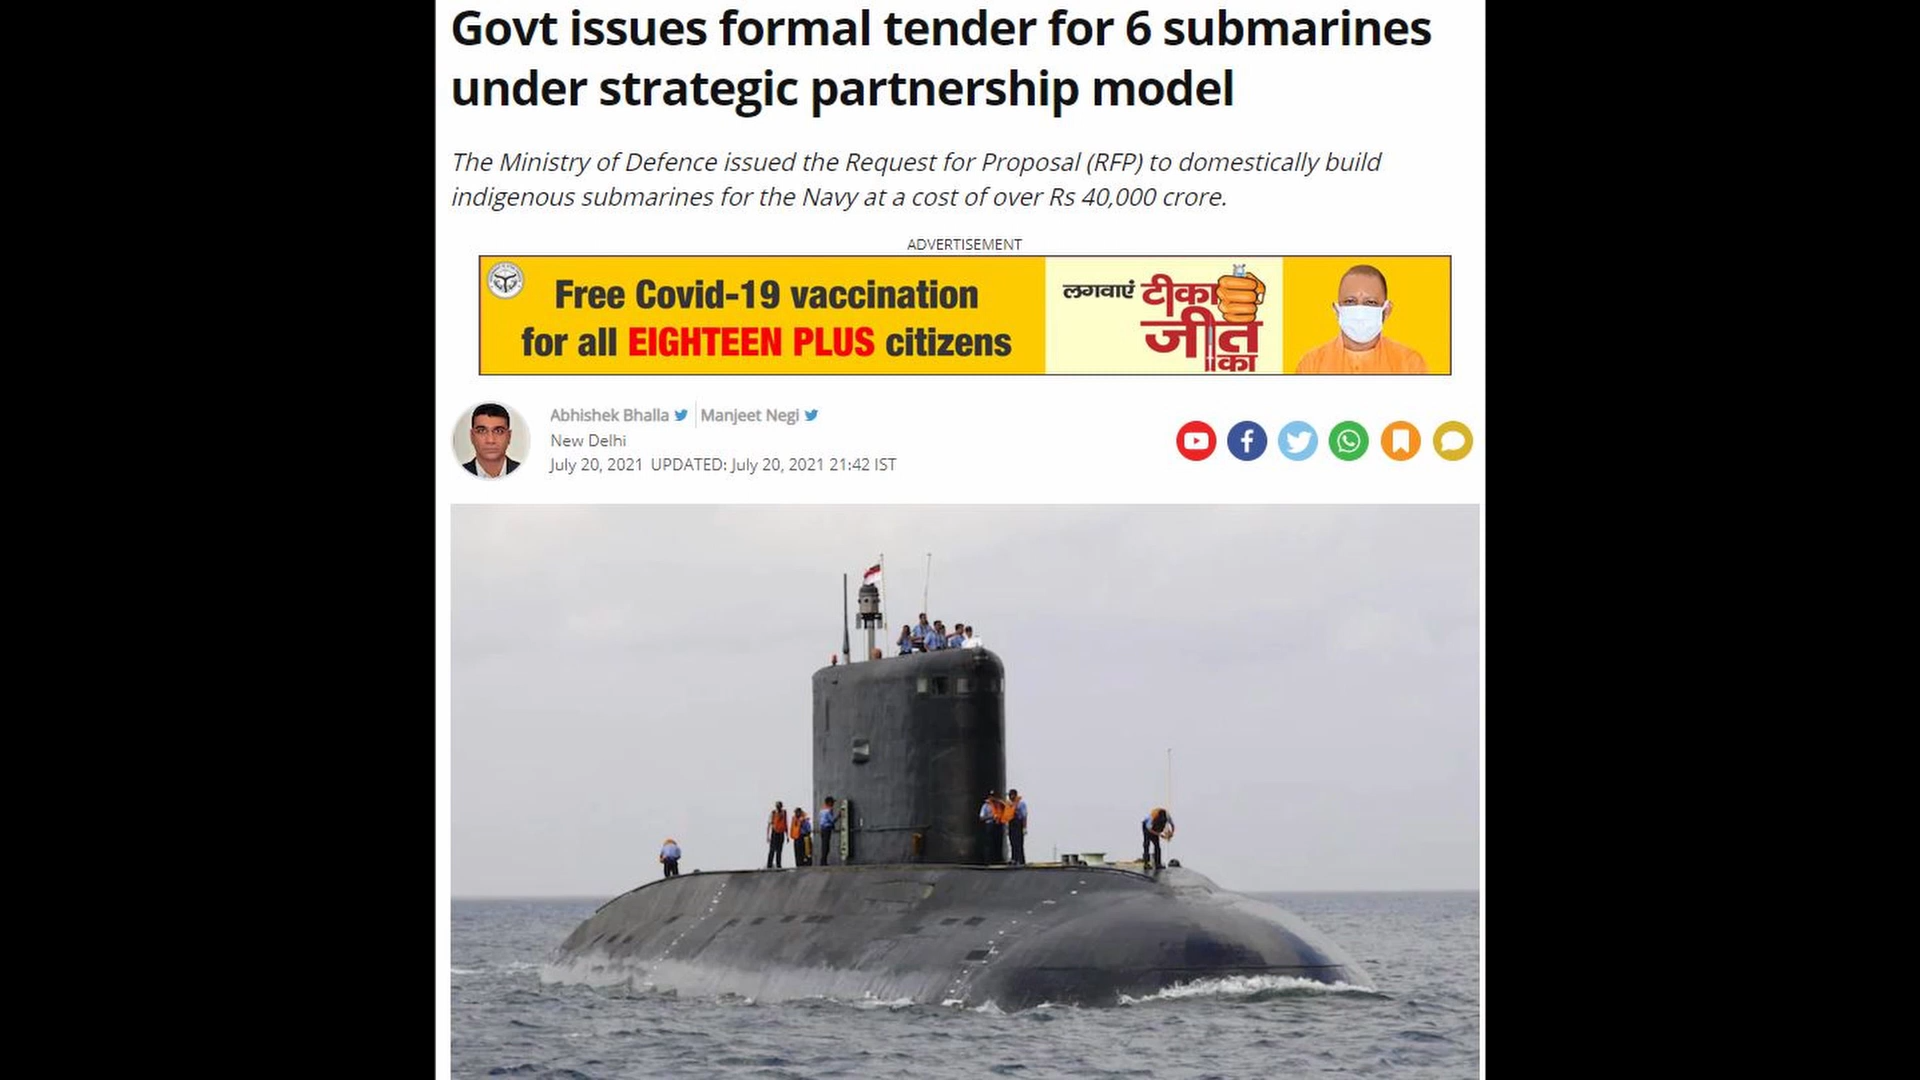 Govt issues formal tender for 6 submarines
under strategic partnership model
The Ministry of Defence issued the Request for Proposal (RFP) to domestically build
indigenous submarines for the Navy at a cost of over Rs 40,000 crore.
ADVERTISEMENT
Free Covid-19 vaccination
for all EIGHTEEN PLUS citizens
लगवाएं टीका
जीत
का
Abhishek Bhalla Manjeet Negi
New Delhi
July 20, 2021 UPDATED: July 20, 2021 21:42 IST